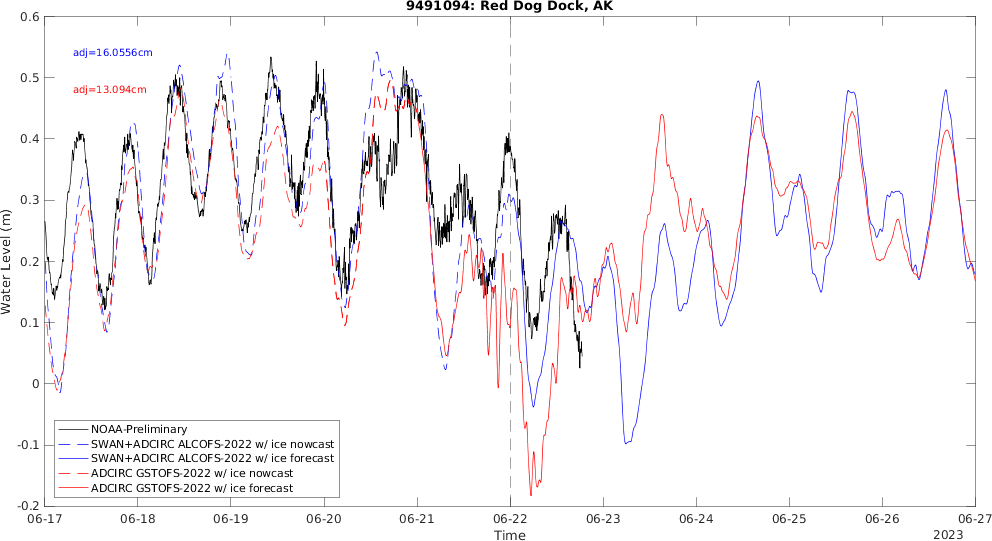 9491094: Red Dog Dock, AK
0.6
0.5
0.4
0.3
0.2
0.1
0
-0.1
-0.2
Water Level (m)
adj=16.0556cm
adj=13.094cm
NOAA-Preliminary
SWAN+ADCIRC ALCOFS-2022 w/ ice nowcast
SWAN+ADCIRC ALCOFS-2022 w/ ice forecast
ADCIRC GSTOFS-2022 w/ ice nowcast
ADCIRC GSTOFS-2022 w/ ice forecast
06-17 06-18 06-19 06-20 06-21 06-22 06-23 06-24 06-25 06-26 06-27
Time
2023